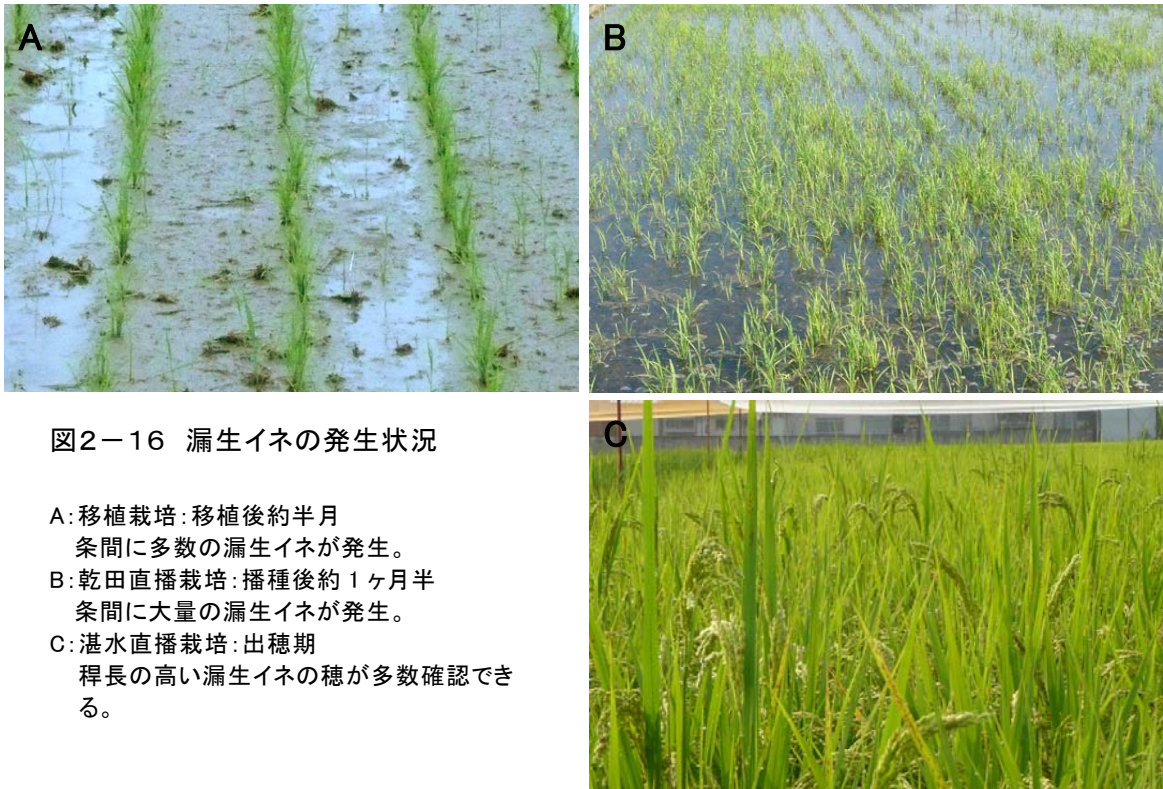 A
B
図2－16 漏生イネの発生状況
A：移植栽培：移植後約半月
条間に多数の漏生イネが発生。
B：乾田直播栽培：播種後約１ヶ月半
条間に大量の漏生イネが発生。
C：湛水直播栽培：出穂期
稈長の高い漏生イネの穂が多数確認でき
る。
C